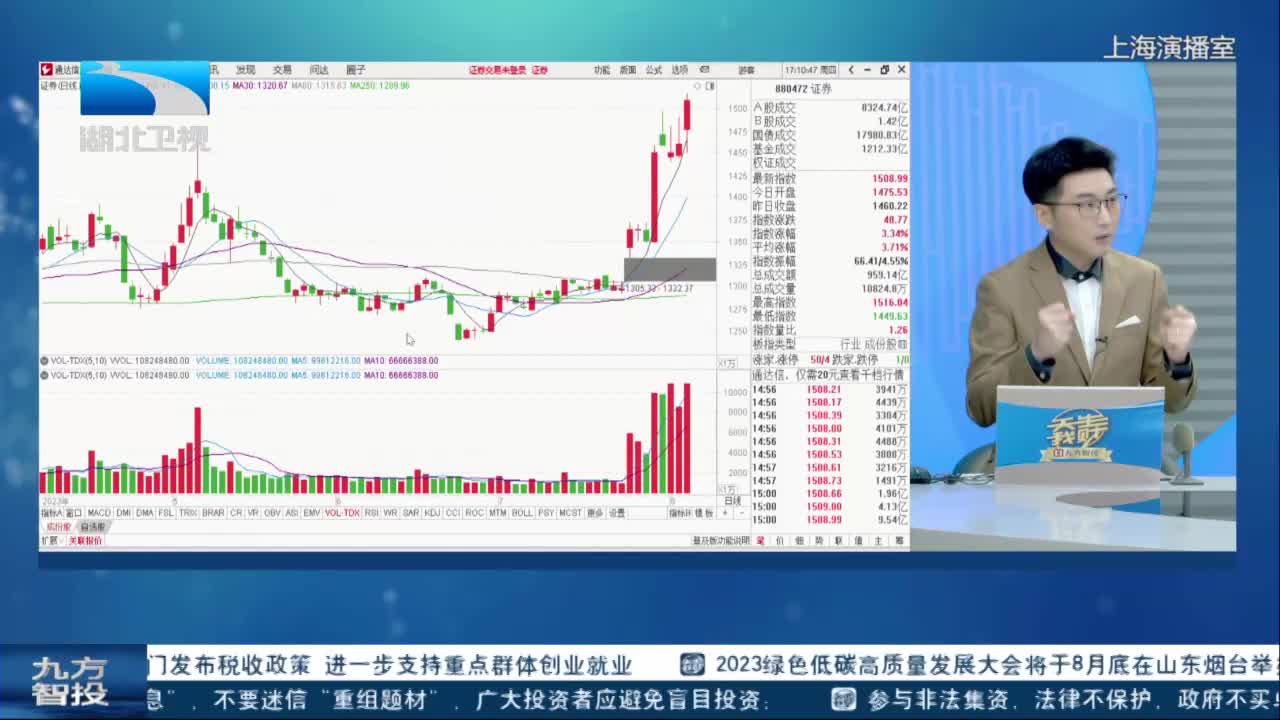 上海演播室
湖北卫视
通达信
讯 发现 交易 问达 圈子
证券交易未登录 证券
功能 版面 公式 选项
游客
17:10:47 周四
证券(日线
MA30: 1320.67 MA60: 1315.63 MA250: 1289.96
1500
1475
1450
1425
1400
1375
1350
1325
1300
1275
1250
1305.33 - 1332.37
X1万
VOL-TDX(5,10) VVOL: 108248480.00 VOLUME: 108248480.00 MA5: 99812216.00 MA10: 66666388.00
VOL-TDX(5,10) VVOL: 108248480.00 VOLUME: 108248480.00 MA5: 99812216.00 MA10: 66666388.00
10000
8000
6000
4000
2000
X1万
2023年 5 6 7 8 日线
指标A 窗口 MACD DMI DMA FSL TRIX BRAR CR VR OBV ASI EMV VOL-TDX RSI WR SAR KDJ CCI ROC MTM BOLL PSY MCST 更多 设置
指标B 模板 + -
成份股 自选股
扩展 关联报价
普及版功能说明
笔 价 细 势 联 值 主 筹
880472 证券
A股成交 8324.74亿
B股成交 1.42亿
国债成交 17980.83亿
基金成交 1212.33亿
权证成交
最新指数 1508.99
今日开盘 1475.53
昨日收盘 1460.22
指数涨跌 48.77
指数涨幅 3.34%
平均涨幅 3.71%
指数振幅 66.41/4.55%
总成交额 959.14亿
总成交量 10824.8万
最高指数 1516.04
最低指数 1449.63
指数量比 1.26
板指类型 行业 成份股
涨家.涨停 50/4 跌家.跌停 1/0
通达信，仅需20元查看千档行情
14:56 1508.21 3941万
14:56 1508.17 4439万
14:56 1508.39 3304万
14:56 1508.00 4101万
14:56 1508.31 4488万
14:56 1508.53 3800万
14:57 1508.61 3216万
14:57 1508.73 1491万
15:00 1508.66 1.96亿
15:00 1509.00 4.13亿
15:00 1508.99 9.54亿
天生我财
九方智投
九方
智投
门发布税收政策 进一步支持重点群体创业就业
2023绿色低碳高质量发展大会将于8月底在山东烟台举
息”，不要迷信“重组题材”，广大投资者应避免盲目投资；
参与非法集资，法律不保护，政府不买